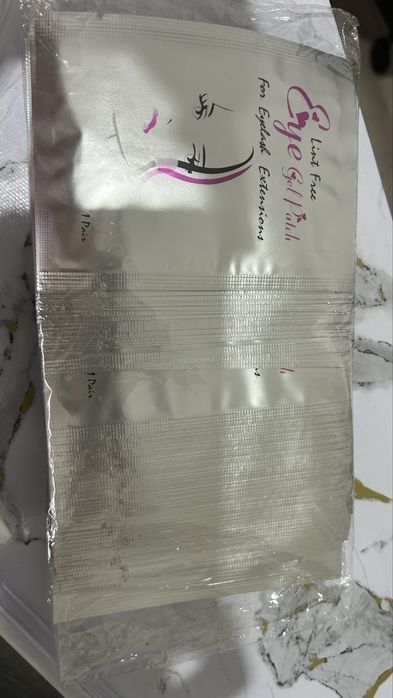 Lint Free
Eye Gel Patch
For Eyelash Extensions
1 Pair
1 Pair